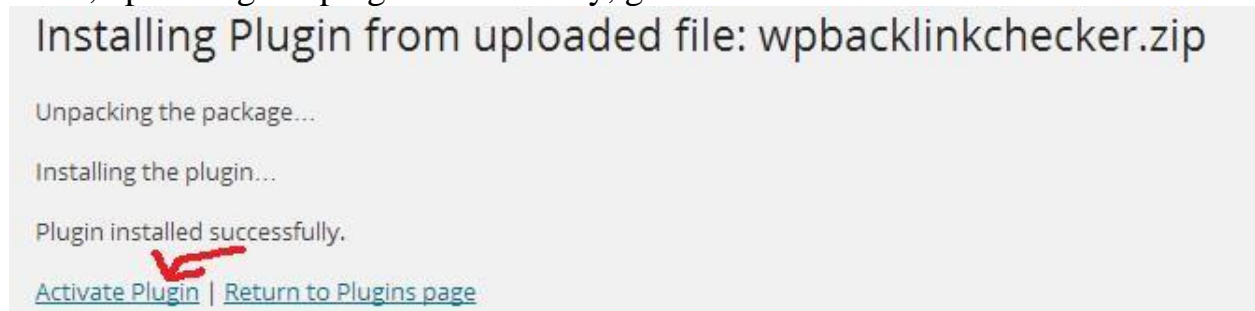 Installing Plugin from uploaded file: wpbacklinkchecker.zip
Unpacking the package...
Installing the plugin...
Plugin installed successfully.
Activate Plugin | Return to Plugins page